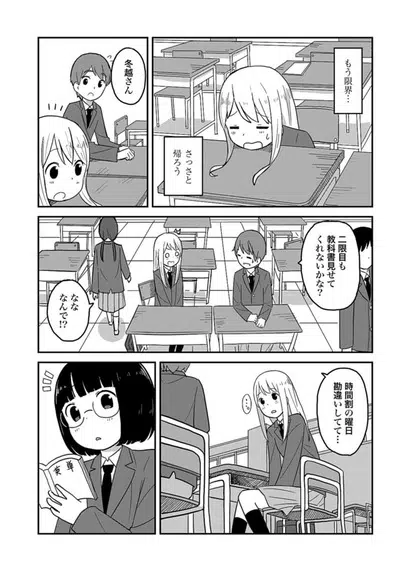 もう限界…
さっさと
帰ろう
冬越さん
二限目も
教科書見せて
くれないかな?
なな
なんで!?
時間割の曜日
勘違いしてて…
…